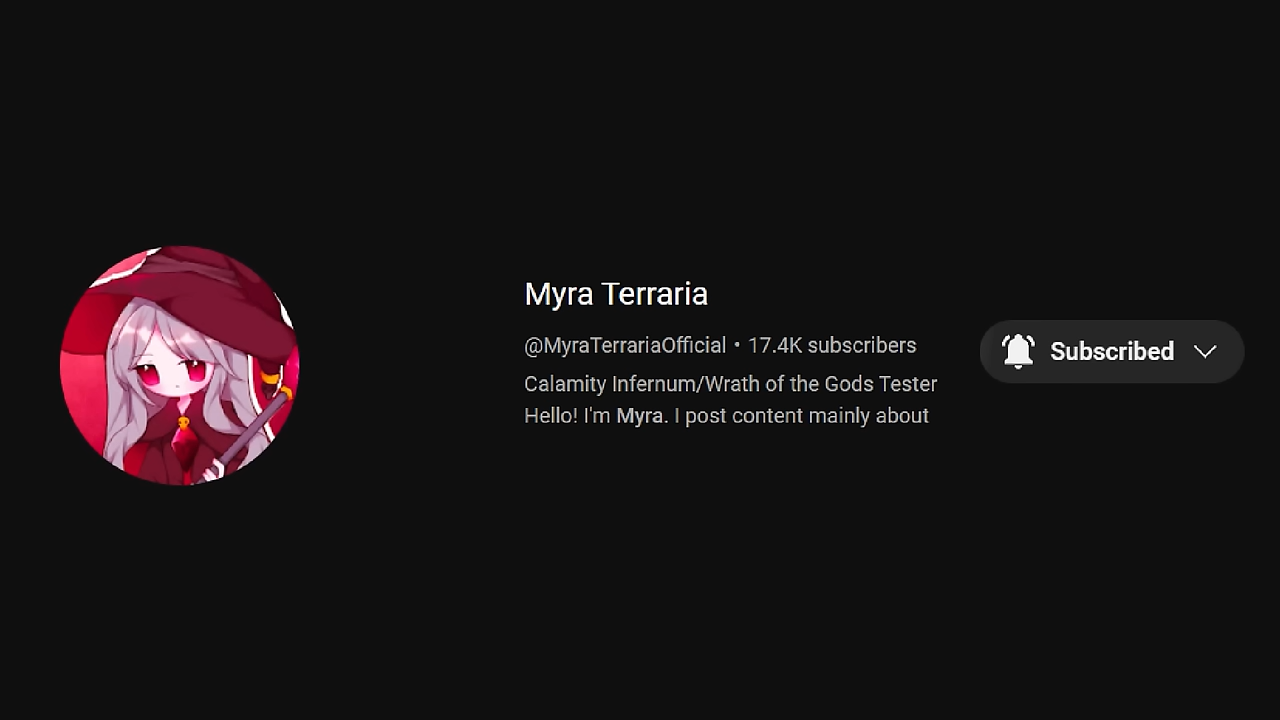 Myra Terraria
@MyraTerrariaOfficial • 17.4K subscribers
Subscribed
Calamity Infernum/Wrath of the Gods Tester
Hello! I'm Myra. I post content mainly about